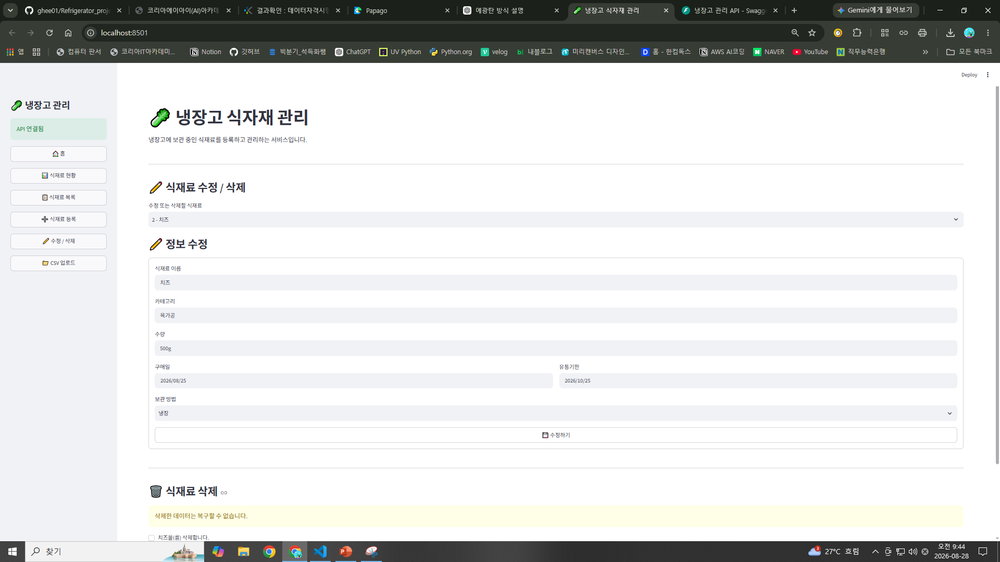 ghee01/Refrigerator_proje
코리아에이아이(AI)아카데
결과확인 : 데이터자격시험
Papago
예광탄 방식 설명
냉장고 식자재 관리
냉장고 관리 API - Swagge
Gemini에게 물어보기
localhost:8501
앱
컴퓨터 판서
코리아IT아카데미...
Notion
깃허브
빅분기_석득화쌤
ChatGPT
UV Python
Python.org
velog
내블로그
미리캔버스 디자인...
홈 - 한컴독스
AWS AI코딩
NAVER
YouTube
직무능력은행
모든 북마크
Deploy
냉장고 관리
API 연결됨
홈
식재료 현황
식재료 목록
식재료 등록
수정 / 삭제
CSV 업로드
냉장고 식자재 관리
냉장고에 보관 중인 식재료를 등록하고 관리하는 서비스입니다.
식재료 수정 / 삭제
수정 또는 삭제할 식재료
2 - 치즈
정보 수정
식재료 이름
치즈
카테고리
육가공
수량
500g
구매일
2026/08/25
유통기한
2026/10/25
보관 방법
냉장
수정하기
식재료 삭제
삭제한 데이터는 복구할 수 없습니다.
치즈을(를) 삭제합니다.
찾기
3
27°C 흐림
오전 9:44
2026-08-28